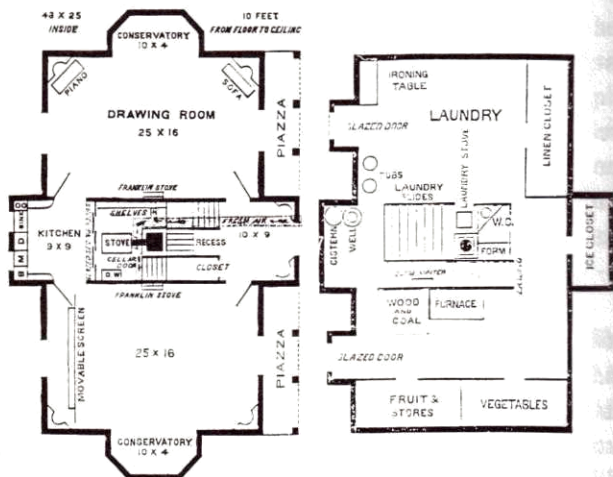 43 X 25
INSIDE
10 FEET
FROM FLOOR TO CEILING
CONSERVATORY
10 X 4
PIANO
SOFA
DRAWING ROOM
25 X 16
PIAZZA
FRANKLIN STOVE
SHELVES
KITCHEN
9 X 9
SINK
D
M
B
STOVE
RECESS
10 X 9
CELLAR
DOOR
D W
CLOSET
FRANKLIN STOVE
MOVABLE SCREEN
25 X 16
PIAZZA
CONSERVATORY
10 X 4
IRONING
TABLE
LAUNDRY
LINEN CLOSET
GLAZED DOOR
TUBS
LAUNDRY
SLIDES
LAUNDRY STOVE
CISTERN
WELL
W.C.
FORM
ICE CLOSET
WOOD
AND
COAL
FURNACE
GLAZED DOOR
FRUIT &
STORES
VEGETABLES